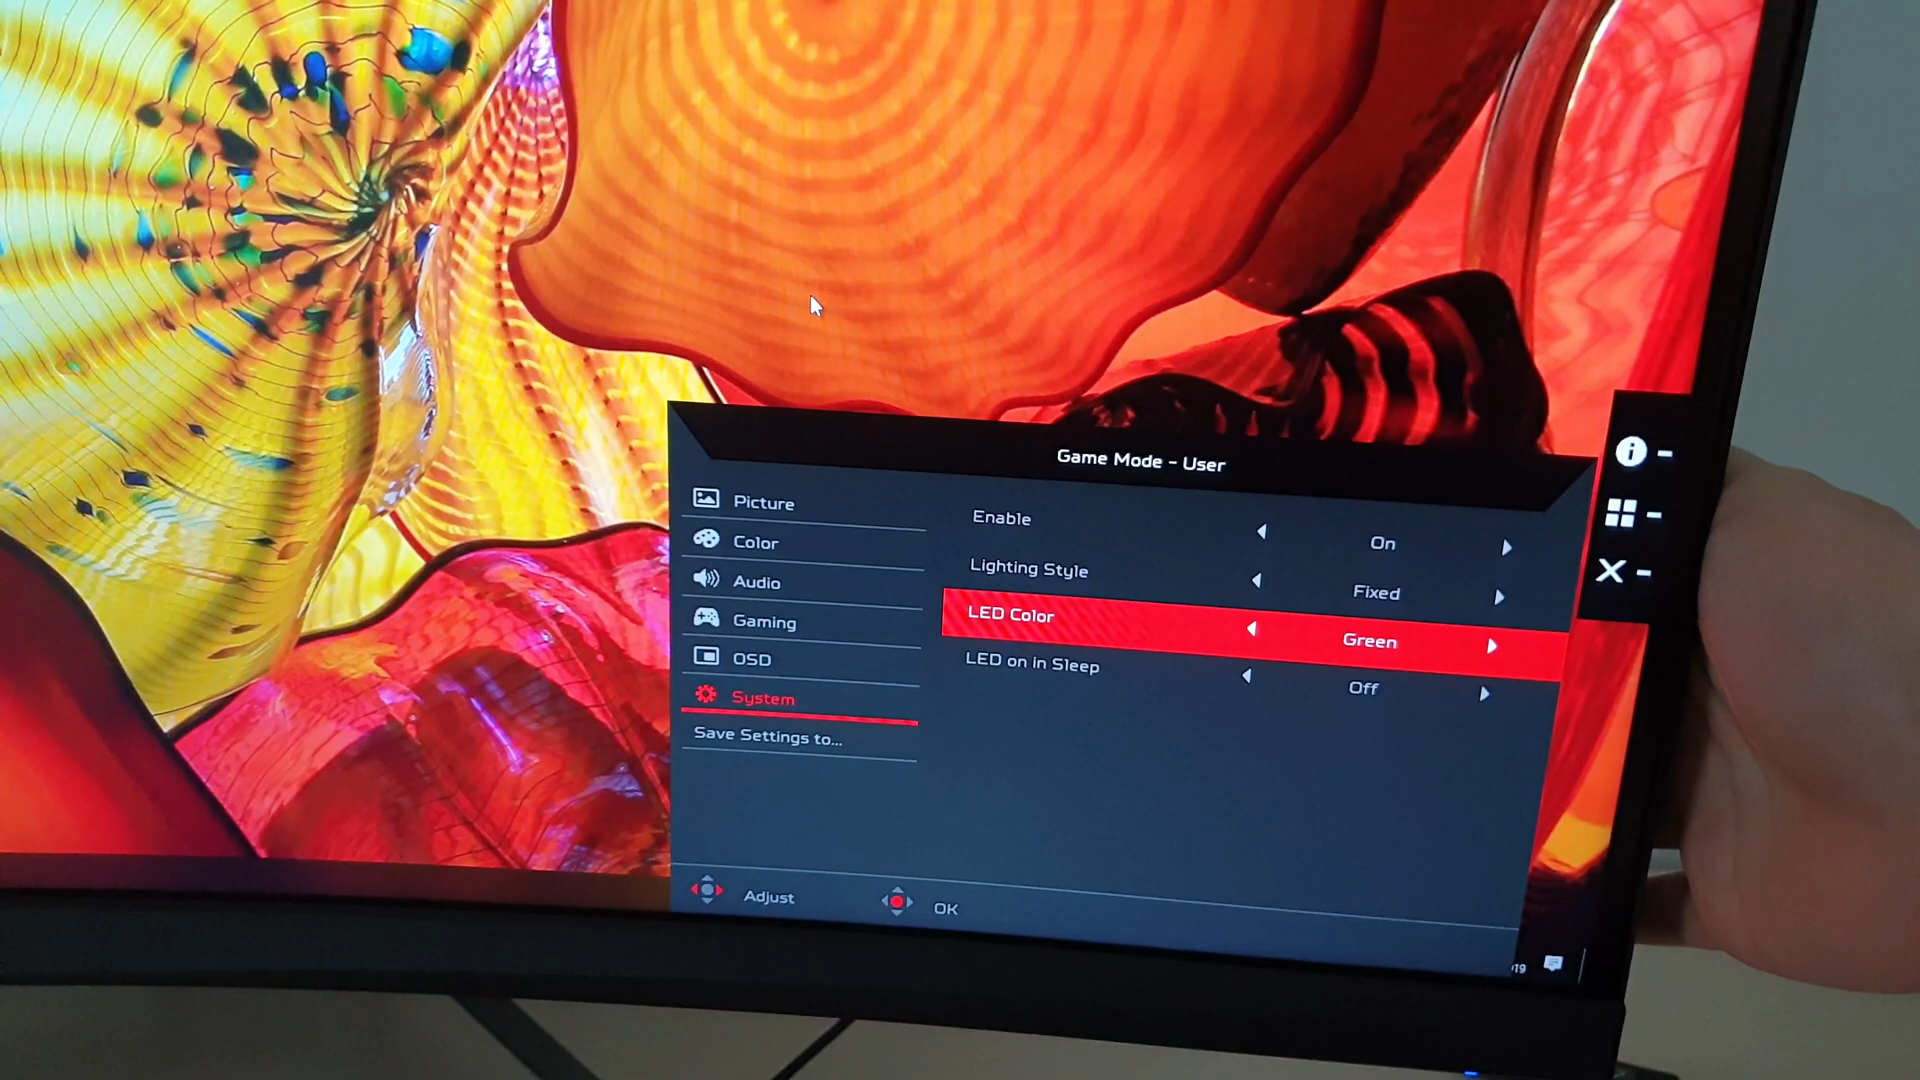 Game Mode - User
Picture
Color
Audio
Gaming
OSD
System
Save Settings to...
Enable On
Lighting Style Fixed
LED Color Green
LED on in Sleep Off
Adjust OK
19